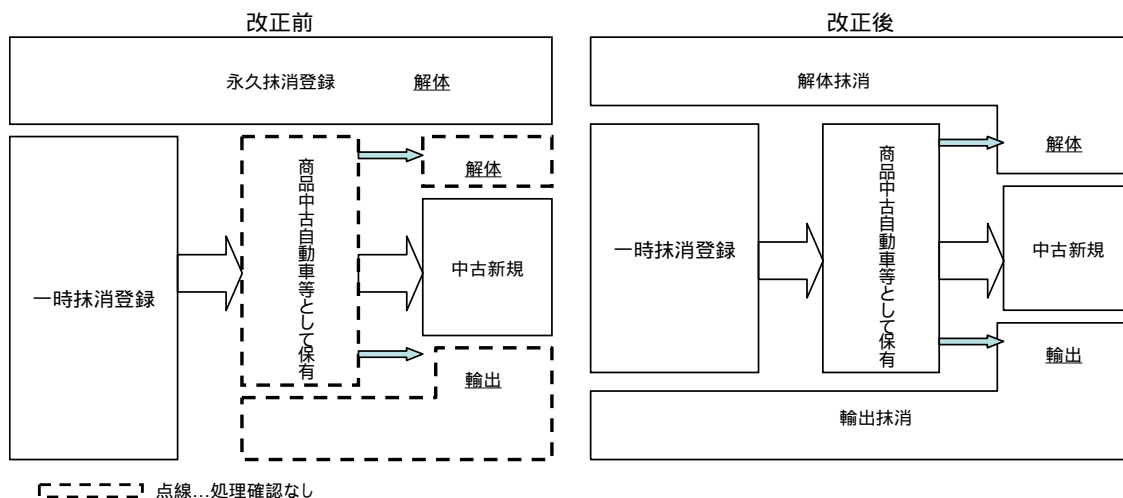 改正前
永久抹消登録 解体
一時抹消登録
商品中古自動車等として保有
解体
中古新規
輸出
点線…処理確認なし
改正後
解体抹消
一時抹消登録
商品中古自動車等として保有
解体
中古新規
輸出
輸出抹消